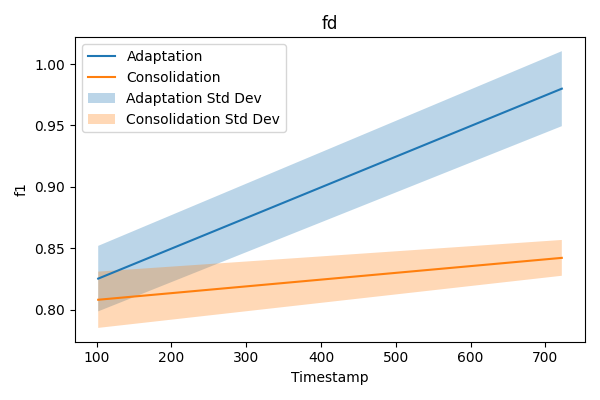 fd
Adaptation
Consolidation
Adaptation Std Dev
Consolidation Std Dev
f1
1.00
0.95
0.90
0.85
0.80
100 200 300 400 500 600 700
Timestamp